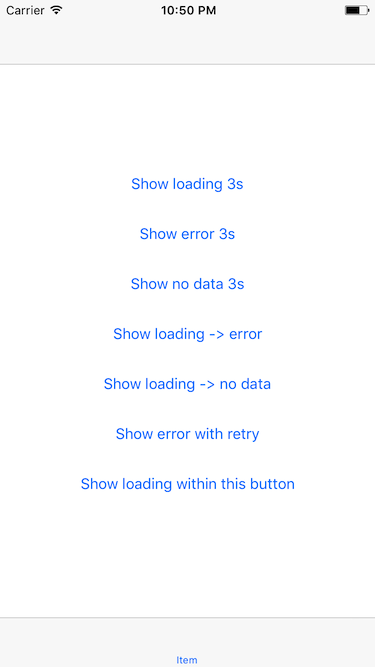 Carrier 10:50 PM
Show loading 3s
Show error 3s
Show no data 3s
Show loading -> error
Show loading -> no data
Show error with retry
Show loading within this button
Item